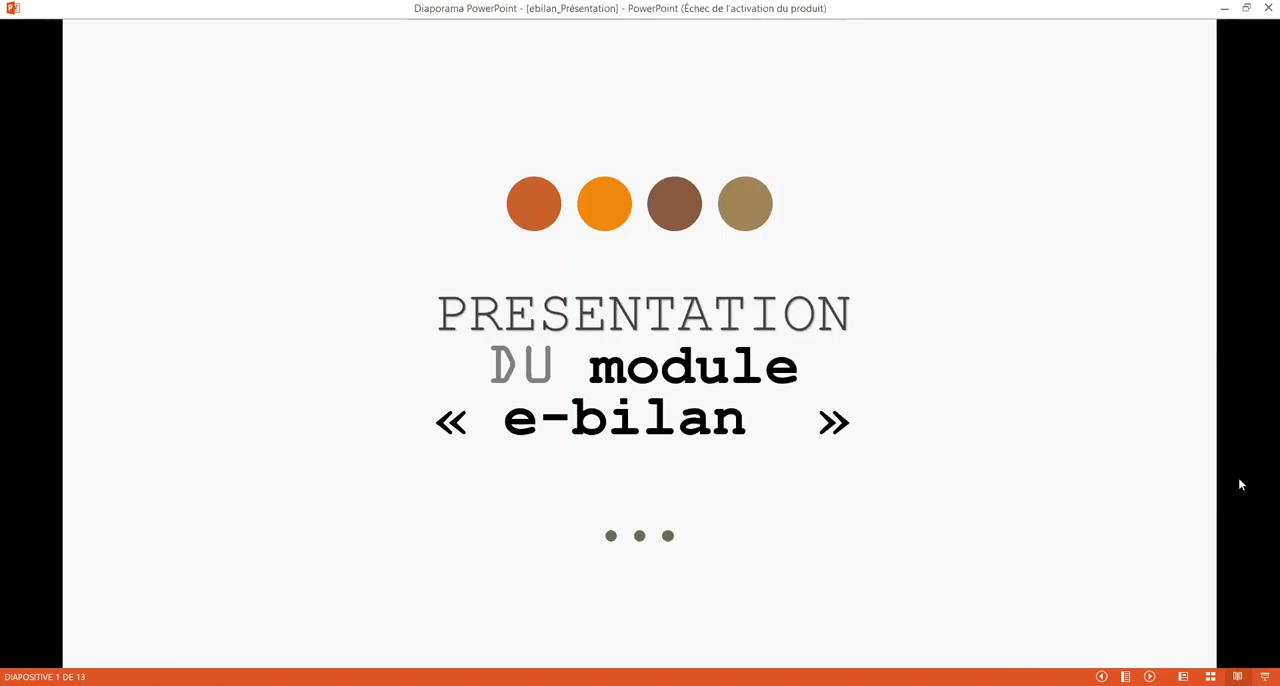 Diaporama PowerPoint - [ebilan_Présentation] - PowerPoint (Échec de l'activation du produit)
PRESENTATION
DU module
« e-bilan »
DIAPOSITIVE 1 DE 13